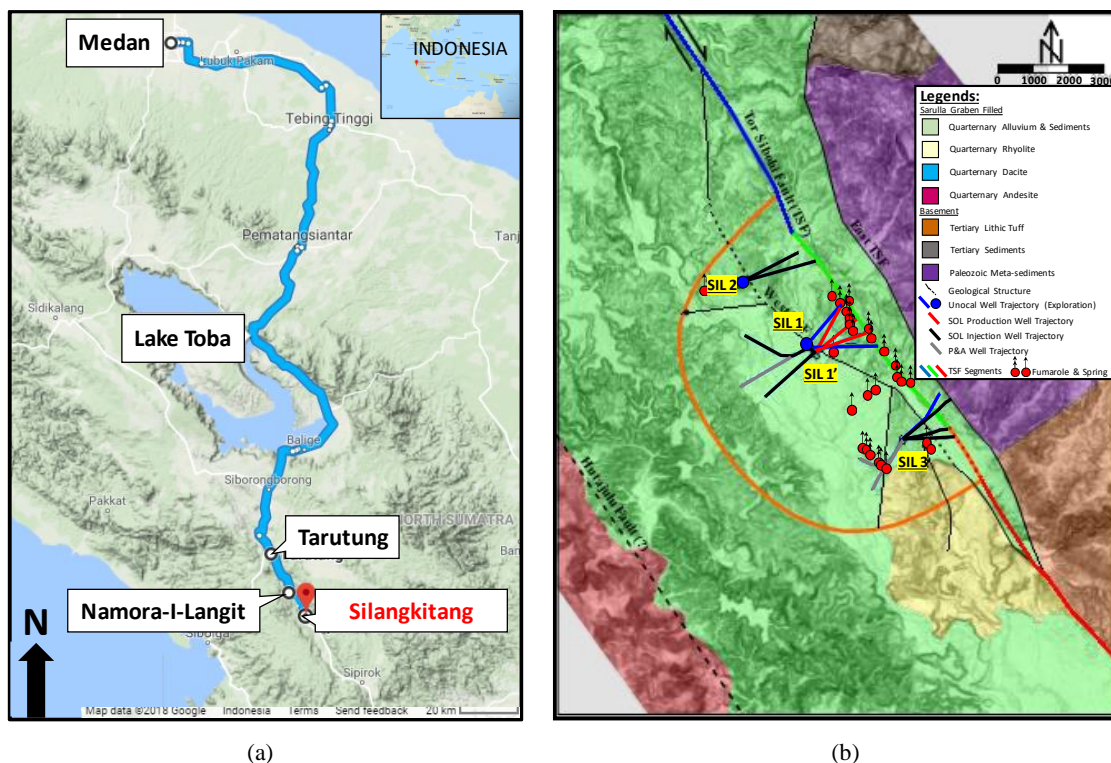 Medan
INDONESIA
Lubuk Pakam
Tebing Tinggi
Pematangsiantar
Tanj
Sidikalang
Lake Toba
Balige
Siborongborong
Pakkat
NORTH SUMATRA
Tarutung
Ban
Namora-I-Langit
Silangkitang
N
Sibolga
Sipirok
Map data ©2018 Google Indonesia Terms Send feedback 20 km
(a)
N
0 1000 2000 3000
Tor Sibohi Fault (TSF)
East TSF
SIL 2
SIL 1
SIL 1'
SIL 3
Hutajulu Fault(?)
Legends:
Sarulla Graben Filled
Quarternary Alluvium & Sediments
Quarternary Rhyolite
Quarternary Dacite
Quarternary Andesite
Basement
Tertiary Lithic Tuff
Tertiary Sediments
Paleozoic Meta-sediments
Geological Structure
Unocal Well Trajectory (Exploration)
SOL Production Well Trajectory
SOL Injection Well Trajectory
P&A Well Trajectory
TSF Segments
Fumarole & Spring
(b)